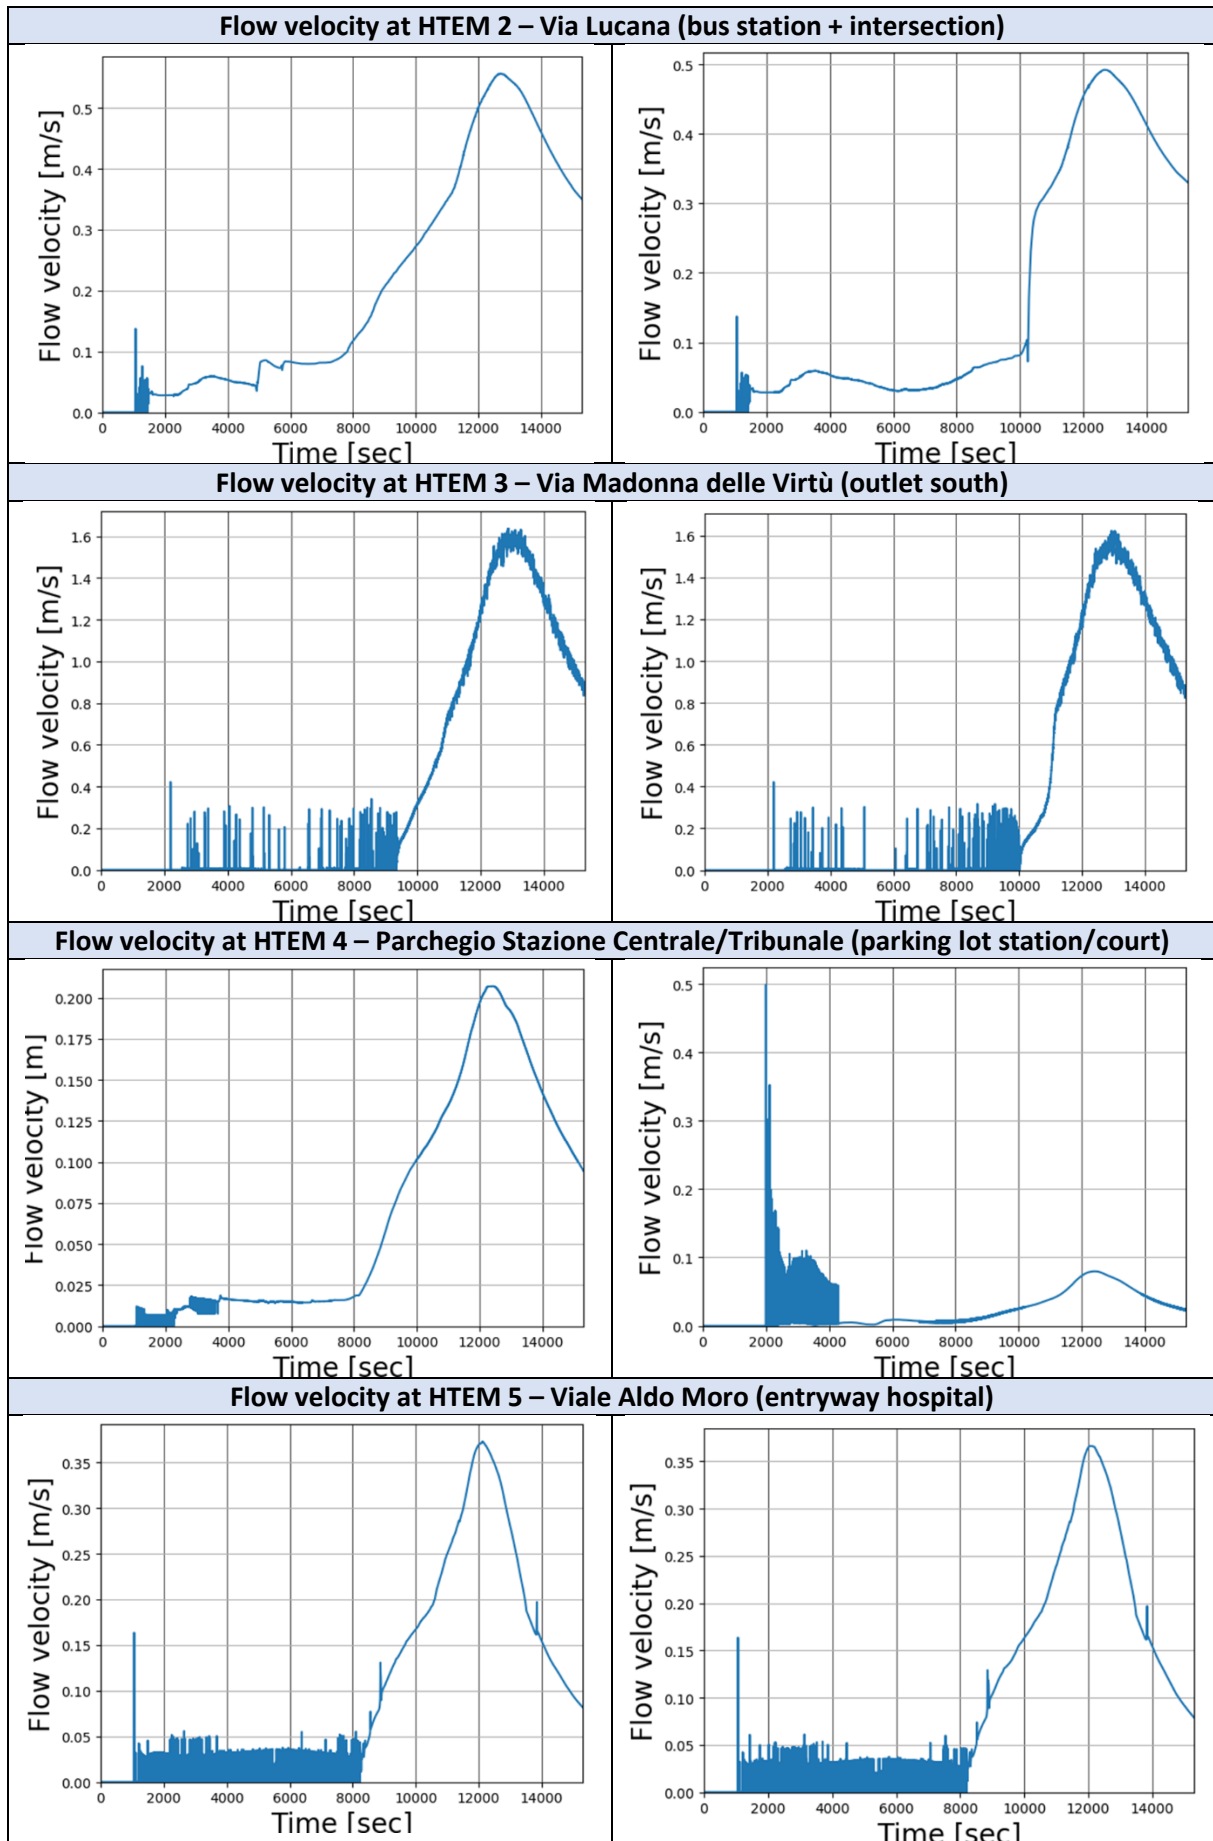 Flow velocity at HTEM 2 – Via Lucana (bus station + intersection)
Flow velocity [m/s]
0.5
0.4
0.3
0.2
0.1
0.0
0 2000 4000 6000 8000 10000 12000 14000
Time [sec]
Flow velocity [m/s]
0.5
0.4
0.3
0.2
0.1
0.0
0 2000 4000 6000 8000 10000 12000 14000
Time [sec]
Flow velocity at HTEM 3 – Via Madonna delle Virtù (outlet south)
Flow velocity [m/s]
1.6
1.4
1.2
1.0
0.8
0.6
0.4
0.2
0.0
0 2000 4000 6000 8000 10000 12000 14000
Time [sec]
Flow velocity [m/s]
1.6
1.4
1.2
1.0
0.8
0.6
0.4
0.2
0.0
0 2000 4000 6000 8000 10000 12000 14000
Time [sec]
Flow velocity at HTEM 4 – Parchegio Stazione Centrale/Tribunale (parking lot station/court)
Flow velocity [m]
0.200
0.175
0.150
0.125
0.100
0.075
0.050
0.025
0.000
0 2000 4000 6000 8000 10000 12000 14000
Time [sec]
Flow velocity [m/s]
0.5
0.4
0.3
0.2
0.1
0.0
0 2000 4000 6000 8000 10000 12000 14000
Time [sec]
Flow velocity at HTEM 5 – Viale Aldo Moro (entryway hospital)
Flow velocity [m/s]
0.35
0.30
0.25
0.20
0.15
0.10
0.05
0.00
0 2000 4000 6000 8000 10000 12000 14000
Time [sec]
Flow velocity [m/s]
0.35
0.30
0.25
0.20
0.15
0.10
0.05
0.00
0 2000 4000 6000 8000 10000 12000 14000
Time [sec]